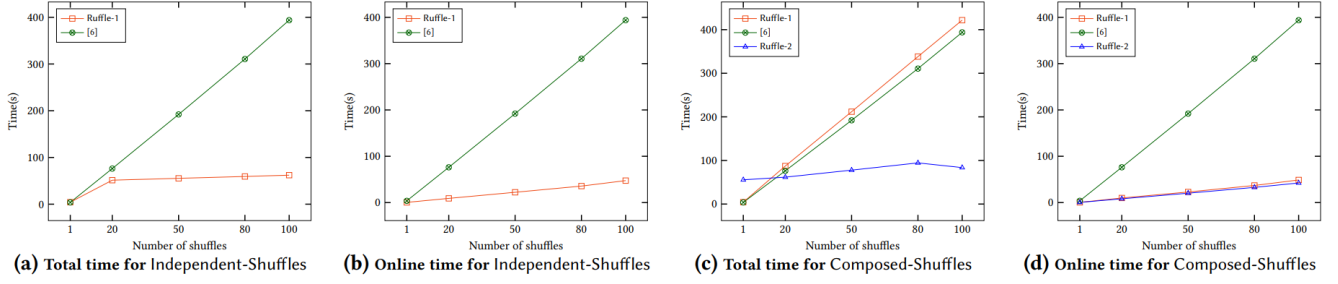 Ruffle-1
[6]
400
300
200
100
0
Time(s)
1 20 50 80 100
Number of shuffles
(a) Total time for Independent-Shuffles
Ruffle-1
[6]
400
300
200
100
0
Time(s)
1 20 50 80 100
Number of shuffles
(b) Online time for Independent-Shuffles
Ruffle-1
[6]
Ruffle-2
400
300
200
100
0
Time(s)
1 20 50 80 100
Number of shuffles
(c) Total time for Composed-Shuffles
Ruffle-1
[6]
Ruffle-2
400
300
200
100
0
Time(s)
1 20 50 80 100
Number of shuffles
(d) Online time for Composed-Shuffles